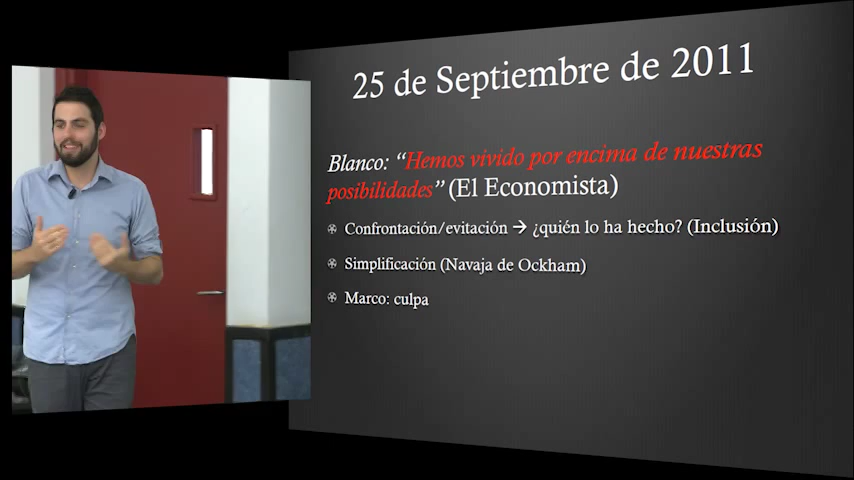 25 de Septiembre de 2011
Blanco: “Hemos vivido por encima de nuestras
posibilidades” (El Economista)
Confrontación/evitación → ¿quién lo ha hecho? (Inclusión)
Simplificación (Navaja de Ockham)
Marco: culpa